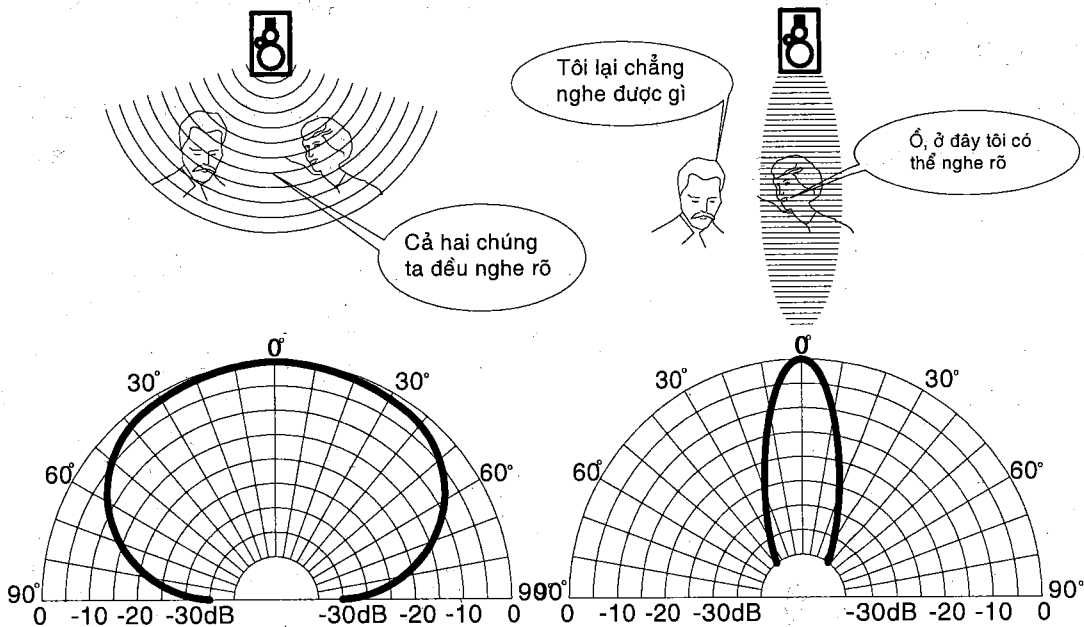 Tôi lại chẳng
nghe được gì
Ồ, ở đây tôi có
thể nghe rõ
Cả hai chúng
ta đều nghe rõ
0°
30°
30°
60°
60°
90°
90°
0 -10 -20 -30dB
-30dB -20 -10 0
0°
30°
30°
60°
60°
90°
90°
0 -10 -20 -30dB
-30dB -20 -10 0